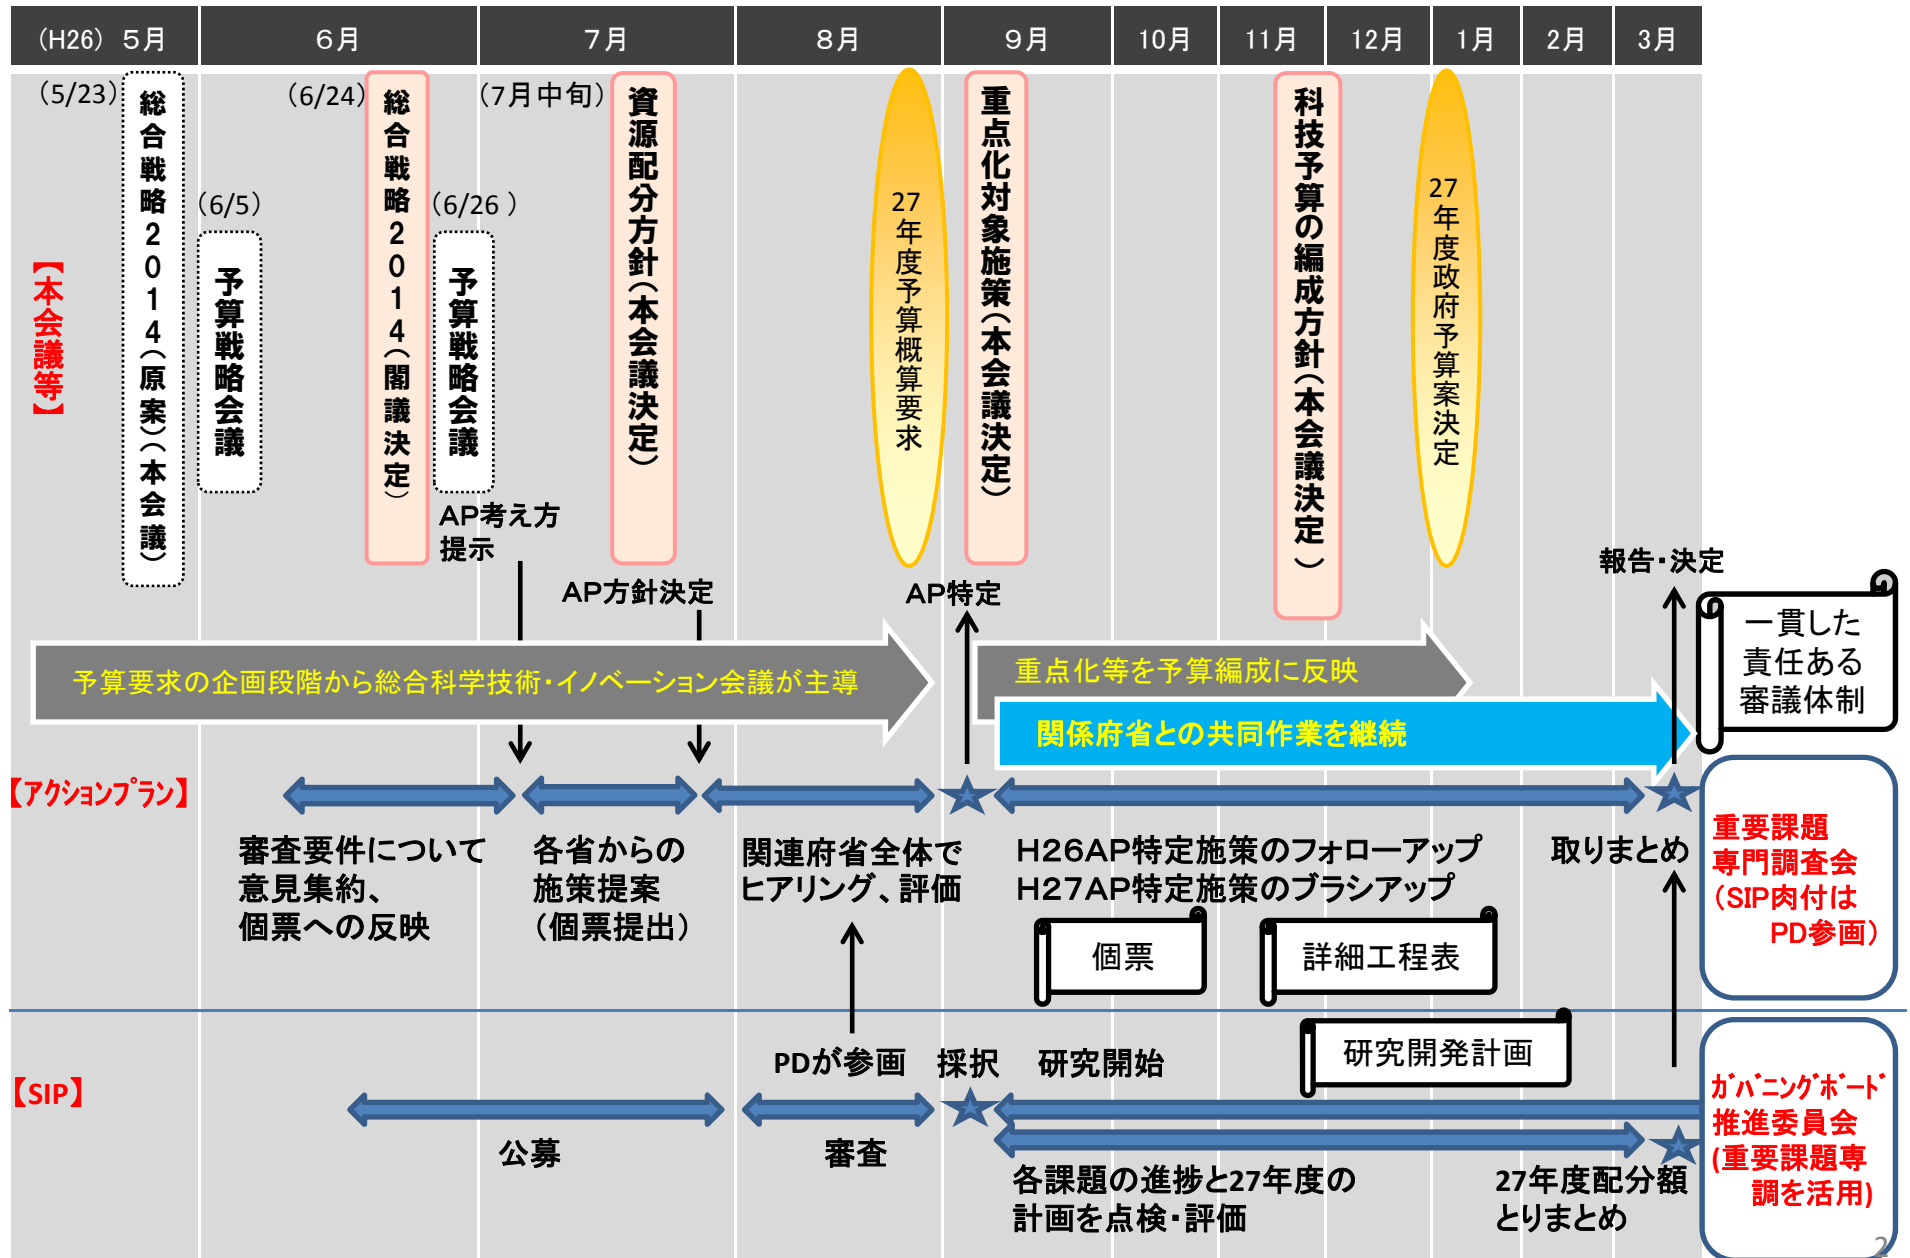 (H26) 5月
6月
7月
8月
9月
10月
11月
12月
1月
2月
3月
【本会議等】
(5/23)
総合戦略2014(原案)(本会議)
(6/5)
予算戦略会議
(6/24)
総合戦略2014(閣議決定)
(6/26 )
予算戦略会議
(7月中旬)
資源配分方針(本会議決定)
27年度予算概算要求
重点化対象施策(本会議決定)
科技予算の編成方針(本会議決定)
27年度政府予算案決定
AP考え方
提示
AP方針決定
AP特定
報告・決定
予算要求の企画段階から総合科学技術・イノベーション会議が主導
重点化等を予算編成に反映
関係府省との共同作業を継続
一貫した
責任ある
審議体制
【アクションプラン】
審査要件について
意見集約、
個票への反映
各省からの
施策提案
(個票提出)
関連府省全体で
ヒアリング、評価
H26AP特定施策のフォローアップ
H27AP特定施策のブラシアップ
取りまとめ
個票
詳細工程表
重要課題
専門調査会
(SIP肉付は
PD参画)
【SIP】
PDが参画
採択
研究開始
研究開発計画
公募
審査
各課題の進捗と27年度の
計画を点検・評価
27年度配分額
とりまとめ
ガバニングボード
推進委員会
(重要課題専
調を活用)
2